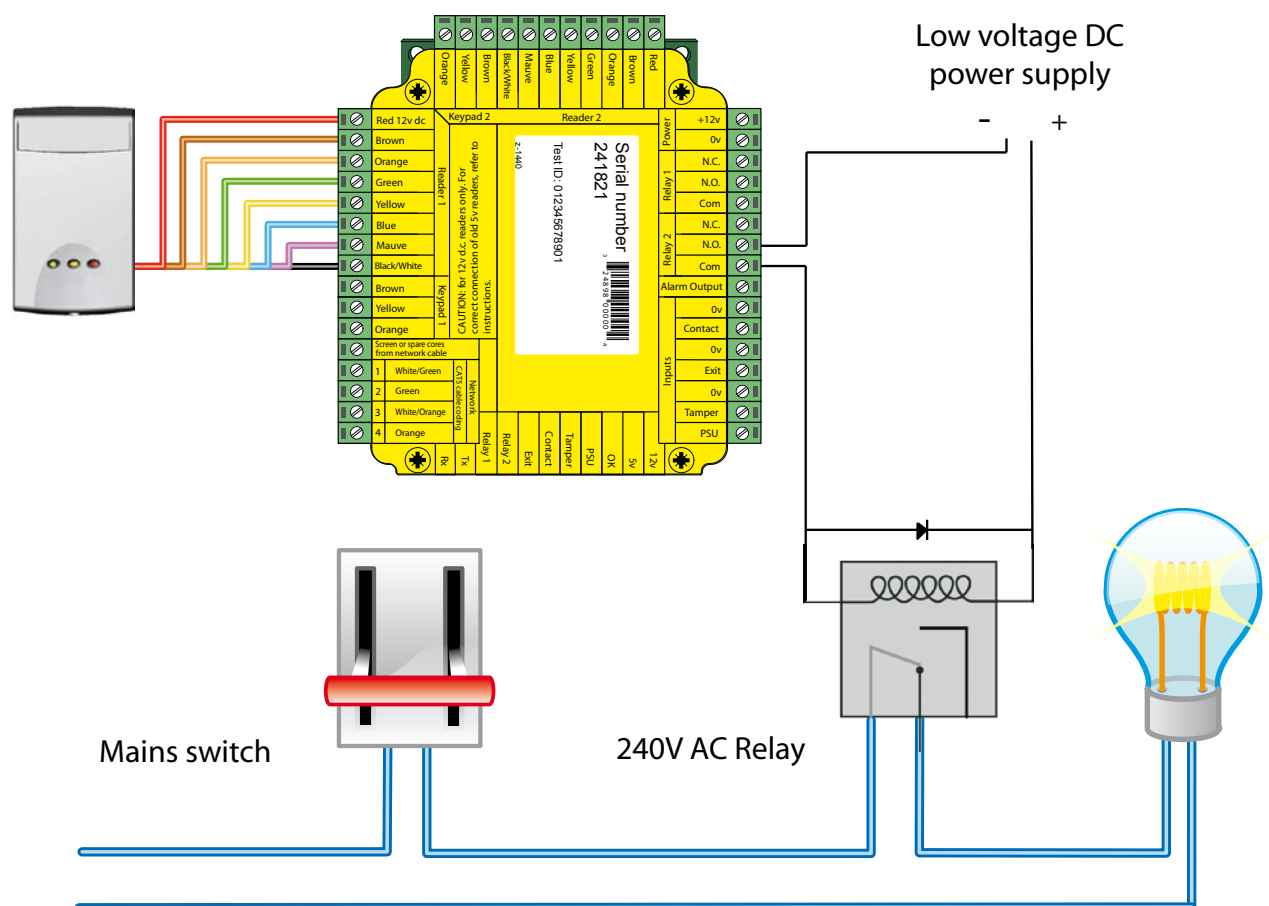 Low voltage DC
power supply
-
+
Orange
Yellow
Brown
Black/White
Mauve
Blue
Yellow
Green
Orange
Brown
Red
Keypad 2
Reader 2
Red 12v dc
Brown
Orange
Green
Yellow
Blue
Mauve
Black/White
Reader 1
Brown
Yellow
Orange
Keypad 1
Screen or spare cores
from network cable
1 White/Green
2 Green
3 White/Orange
4 Orange
CAT5 cable coding
Network
CAUTION: for 12v d.c. readers only. For
correct connection of old 5v readers, refer to
instructions.
Serial number
241821
Test ID: 012345678901
z-1440
3 24898 00000 4
Power
+12v
0v
Relay 1
N.C.
N.O.
Com
Relay 2
N.C.
N.O.
Com
Alarm Output
Inputs
0v
Contact
0v
Exit
0v
Tamper
PSU
Rx
Tx
Relay 1
Relay 2
Exit
Contact
Tamper
PSU
OK
5v
12v
Mains switch
240V AC Relay